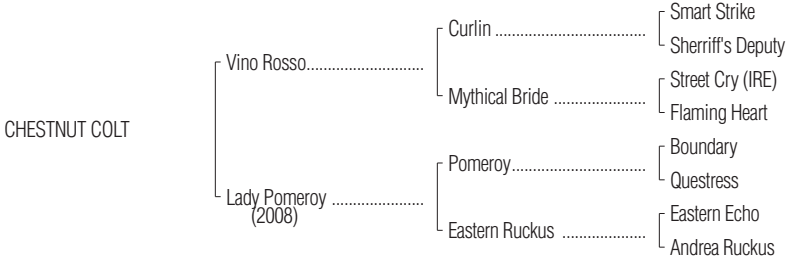 Smart Strike
Curlin ......................................
Sherriff's Deputy
Vino Rosso.............................
Street Cry (IRE)
Mythical Bride .......................
Flaming Heart
CHESTNUT COLT
Boundary
Pomeroy..................................
Questress
Lady Pomeroy .......................
(2008)
Eastern Echo
Eastern Ruckus .....................
Andrea Ruckus